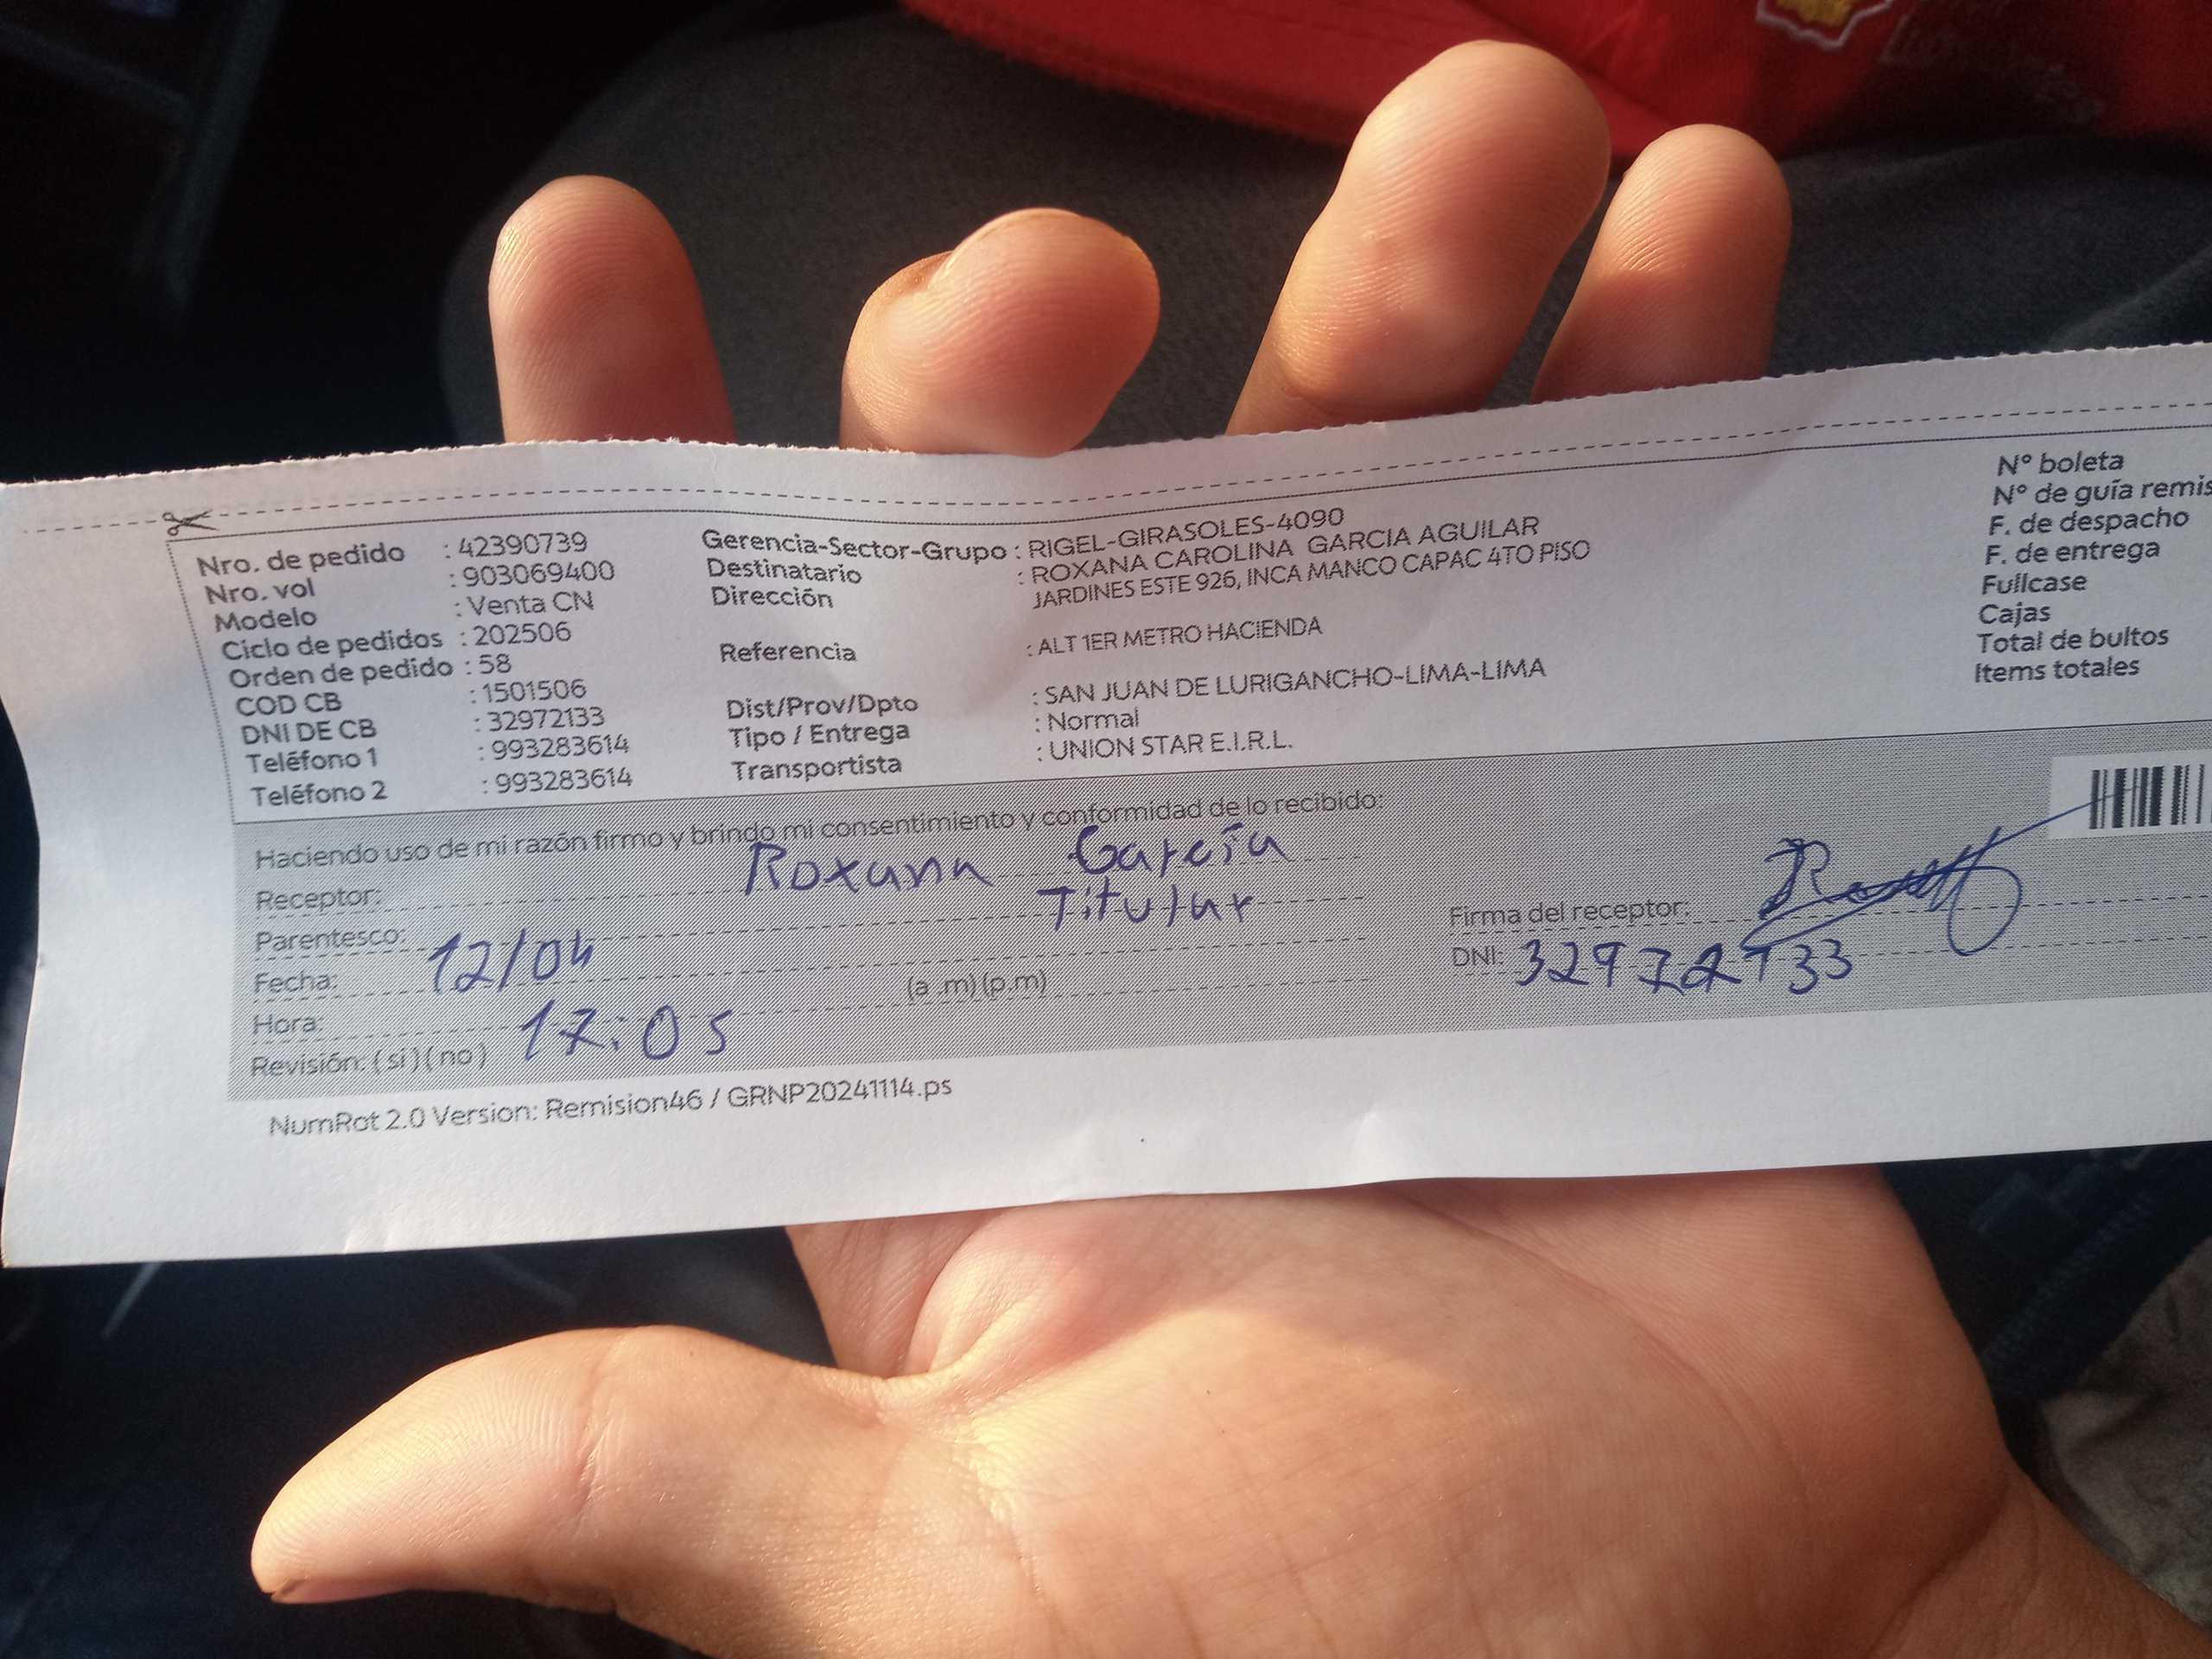 Nro. de pedido : 42390739
Nro. vol : 903069400
Modelo : Venta CN
Ciclo de pedidos : 202506
Orden de pedido : 58
COD CB : 1501506
DNI DE CB : 32972133
Teléfono 1 : 993283614
Teléfono 2 : 993283614
Gerencia-Sector-Grupo : RIGEL-GIRASOLES-4090
Destinatario : ROXANA CAROLINA GARCIA AGUILAR
Dirección JARDINES ESTE 926, INCA MANCO CAPAC 4TO PISO
Referencia : ALT 1ER METRO HACIENDA
Dist/Prov/Dpto : SAN JUAN DE LURIGANCHO-LIMA-LIMA
Tipo / Entrega : Normal
Transportista : UNION STAR E.I.R.L.
N° boleta
N° de guía remis
F. de despacho
F. de entrega
Fullcase
Cajas
Total de bultos
Items totales
Haciendo uso de mi razón firmo y brindo mi consentimiento y conformidad de lo recibido:
Receptor: Roxana García
Parentesco: Titular
Fecha: 12/04
Hora: 17:05 (a .m) (p.m)
Revisión: ( si ) ( no )
Firma del receptor:
DNI: 32972133
NumRot 2.0 Version: Remision46 / GRNP20241114.ps